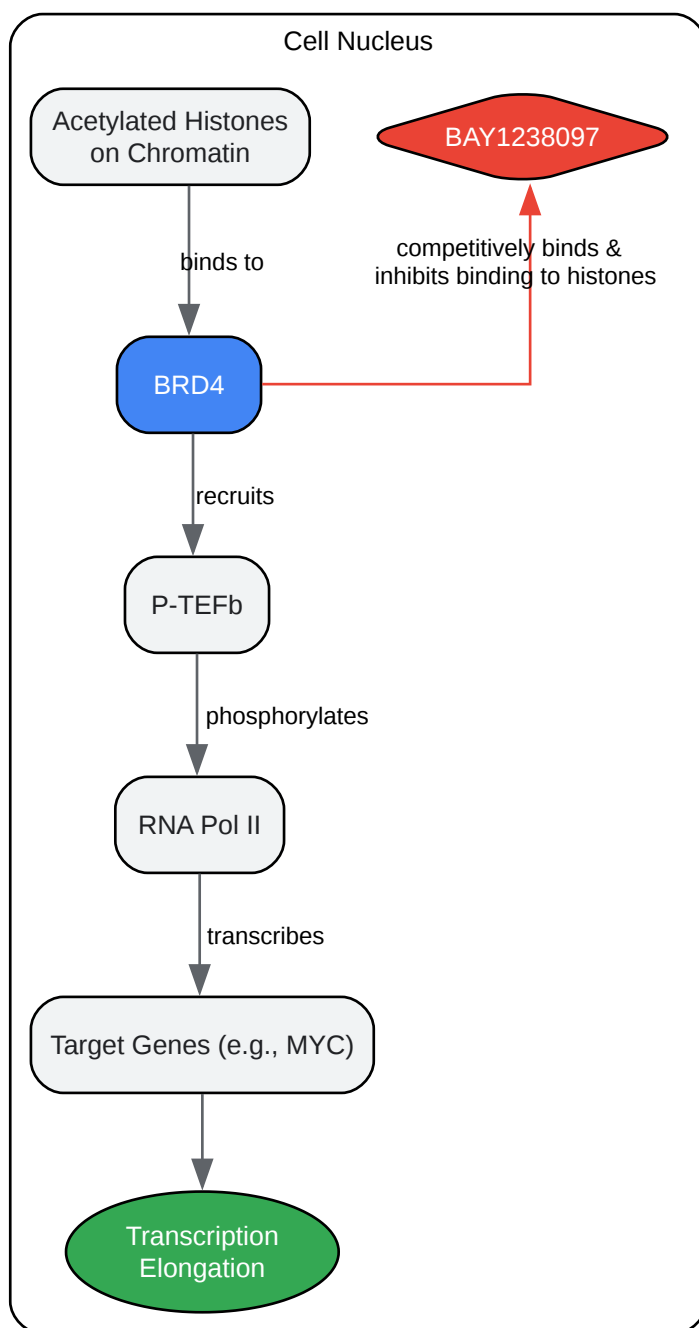 Cell Nucleus
Acetylated Histones
on Chromatin
BAY1238097
binds to
competitively binds &
inhibits binding to histones
BRD4
recruits
P-TEFb
phosphorylates
RNA Pol II
transcribes
Target Genes (e.g., MYC)
Transcription
Elongation